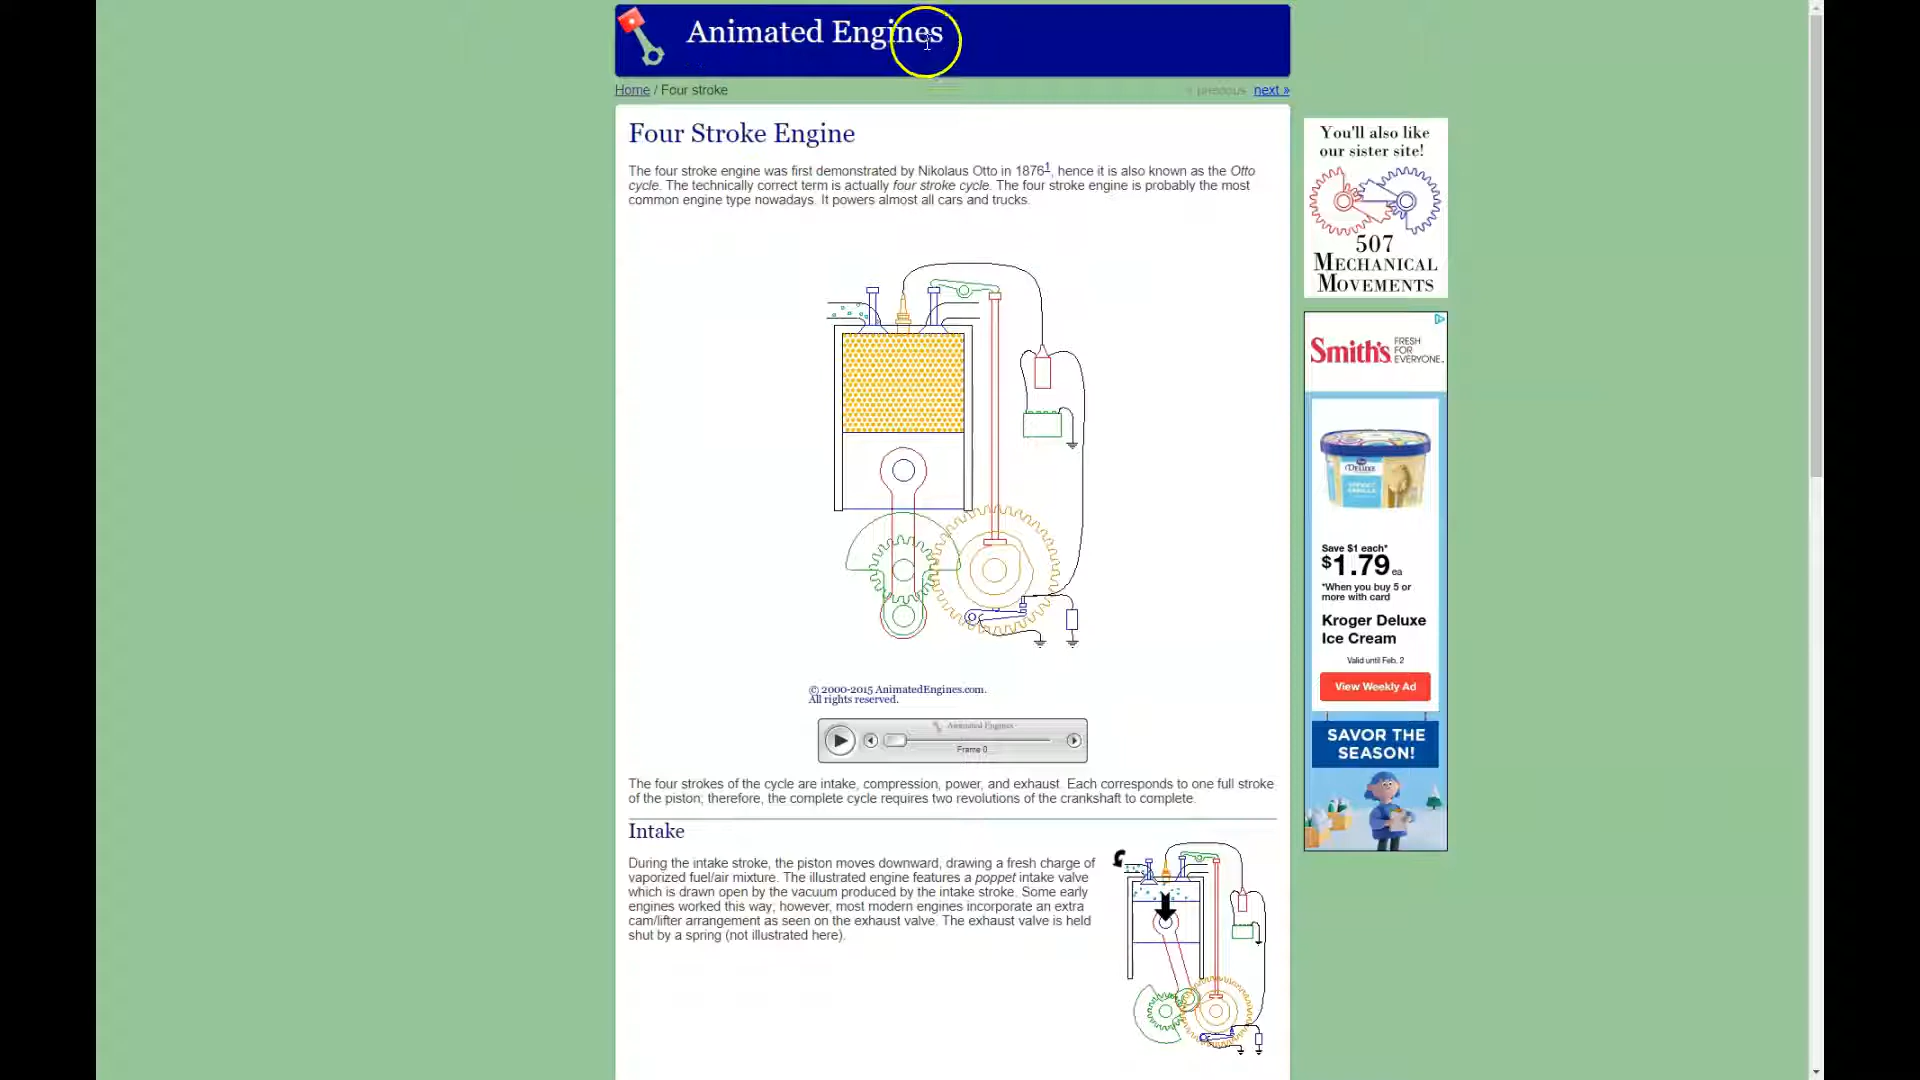 Animated Engines
Home / Four stroke
« previous next »
Four Stroke Engine
The four stroke engine was first demonstrated by Nikolaus Otto in 18761, hence it is also known as the Otto
cycle. The technically correct term is actually four stroke cycle. The four stroke engine is probably the most
common engine type nowadays. It powers almost all cars and trucks.
© 2000-2015 AnimatedEngines.com.
All rights reserved.
Animated Engines
Frame 0
The four strokes of the cycle are intake, compression, power, and exhaust. Each corresponds to one full stroke
of the piston; therefore, the complete cycle requires two revolutions of the crankshaft to complete.
Intake
During the intake stroke, the piston moves downward, drawing a fresh charge of
vaporized fuel/air mixture. The illustrated engine features a poppet intake valve
which is drawn open by the vacuum produced by the intake stroke. Some early
engines worked this way, however, most modern engines incorporate an extra
cam/lifter arrangement as seen on the exhaust valve. The exhaust valve is held
shut by a spring (not illustrated here).
You'll also like
our sister site!
507
Mechanical
Movements
Smith's
FRESH
FOR
EVERYONE.
DELUXE
Save $1 each*
$1.79 ea
*When you buy 5 or
more with card
Kroger Deluxe
Ice Cream
Valid until Feb. 2
View Weekly Ad
SAVOR THE
SEASON!